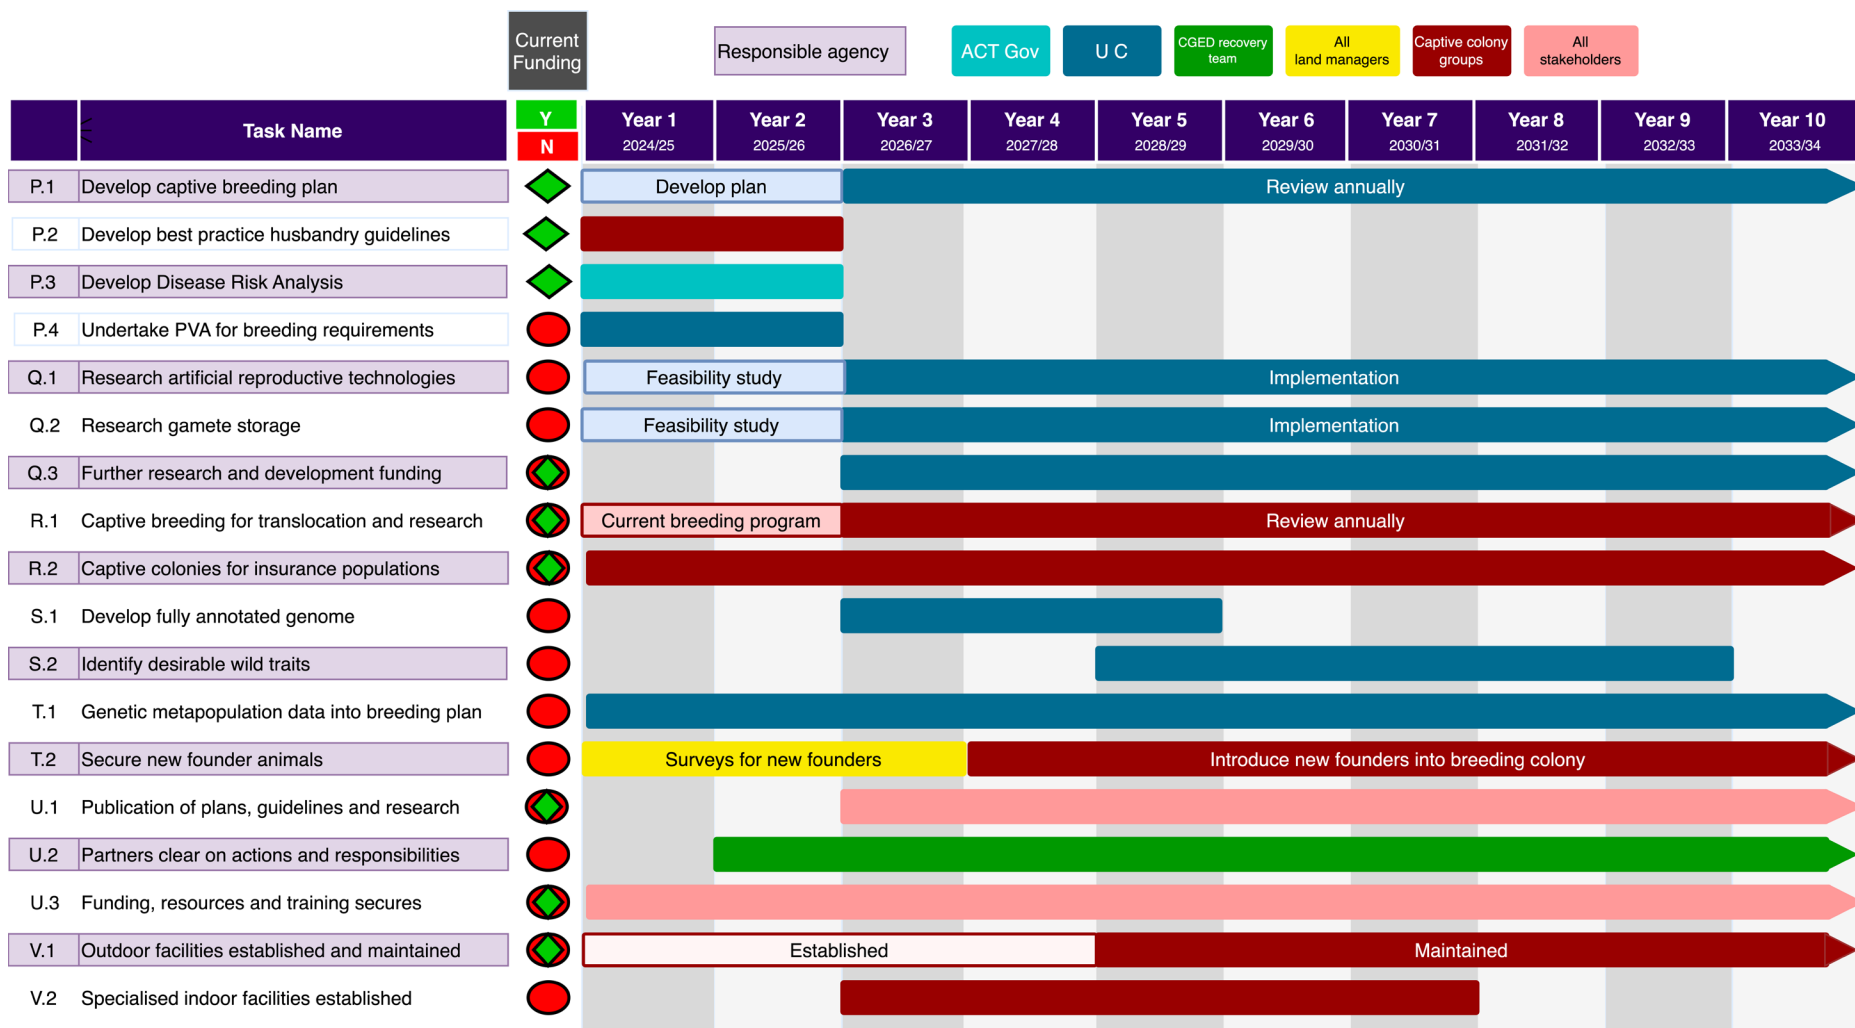 Current
Funding
Responsible agency
ACT Gov
U C
CGED recovery
team
All
land managers
Captive colony
groups
All
stakeholders
Task Name
Y
N
Year 1
2024/25
Year 2
2025/26
Year 3
2026/27
Year 4
2027/28
Year 5
2028/29
Year 6
2029/30
Year 7
2030/31
Year 8
2031/32
Year 9
2032/33
Year 10
2033/34
P.1 Develop captive breeding plan Develop plan Review annually
P.2 Develop best practice husbandry guidelines
P.3 Develop Disease Risk Analysis
P.4 Undertake PVA for breeding requirements
Q.1 Research artificial reproductive technologies Feasibility study Implementation
Q.2 Research gamete storage Feasibility study Implementation
Q.3 Further research and development funding
R.1 Captive breeding for translocation and research Current breeding program Review annually
R.2 Captive colonies for insurance populations
S.1 Develop fully annotated genome
S.2 Identify desirable wild traits
T.1 Genetic metapopulation data into breeding plan
T.2 Secure new founder animals Surveys for new founders Introduce new founders into breeding colony
U.1 Publication of plans, guidelines and research
U.2 Partners clear on actions and responsibilities
U.3 Funding, resources and training secures
V.1 Outdoor facilities established and maintained Established Maintained
V.2 Specialised indoor facilities established